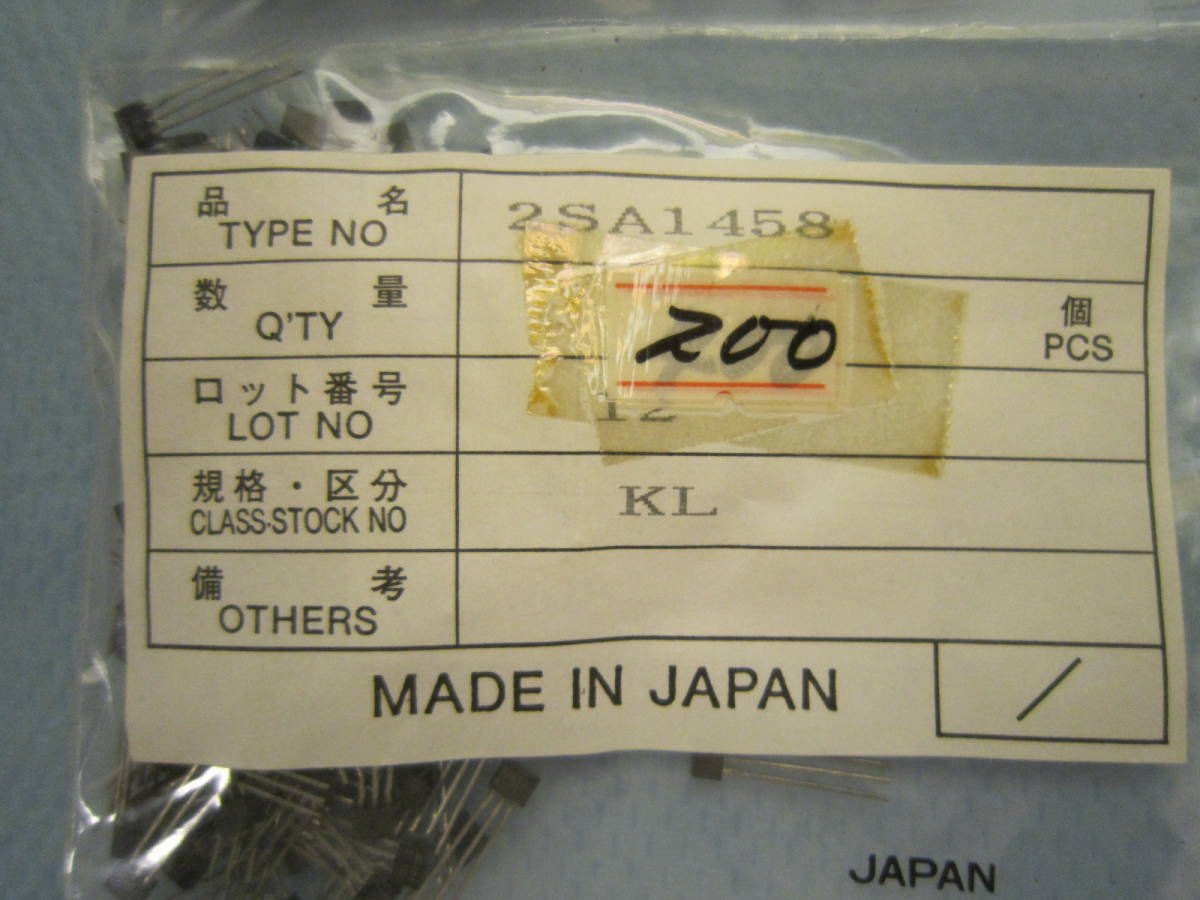 品名 2SA1458
TYPE NO
数量 200 個
Q'TY PCS
ロット番号 12
LOT NO
規格・区分 KL
CLASS·STOCK NO
備考
OTHERS
MADE IN JAPAN /
JAPAN